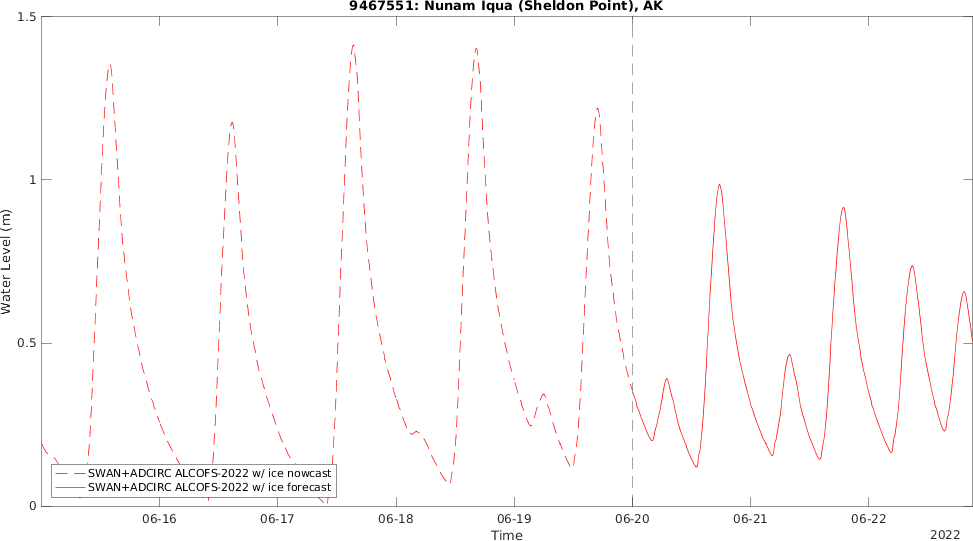 9467551: Nunam Iqua (Sheldon Point), AK
1.5
1
0.5
0
Water Level (m)
SWAN+ADCIRC ALCOFS-2022 w/ ice nowcast
SWAN+ADCIRC ALCOFS-2022 w/ ice forecast
06-16 06-17 06-18 06-19 06-20 06-21 06-22
Time
2022